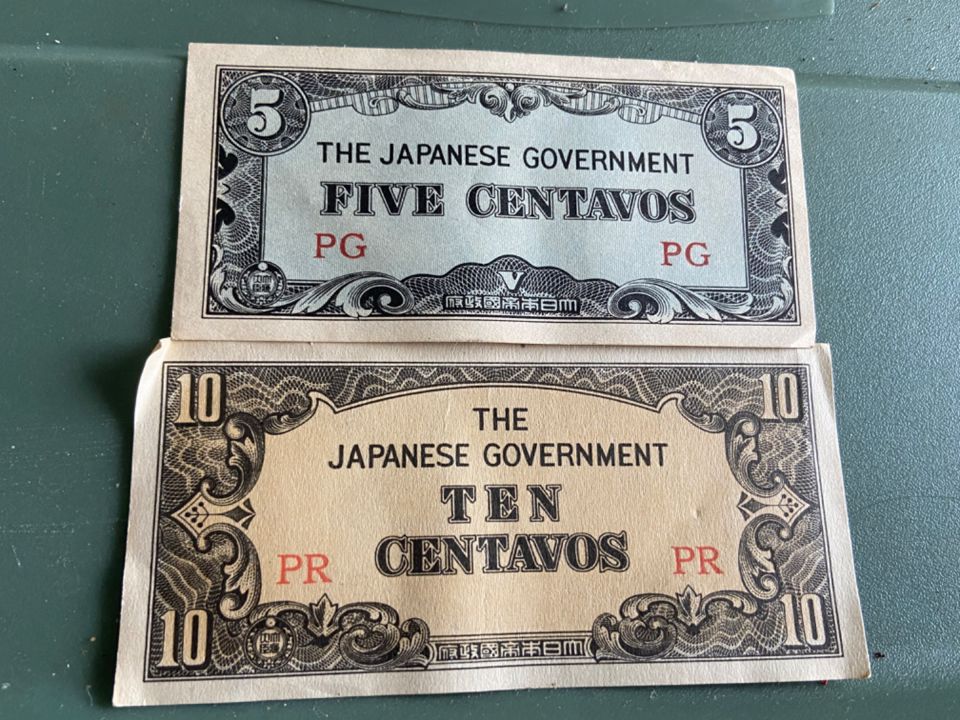 5 5
THE JAPANESE GOVERNMENT
FIVE CENTAVOS
PG PG
V
大日本帝國政府
10 10
THE
JAPANESE GOVERNMENT
TEN
CENTAVOS
PR PR
10 10
大日本帝國政府